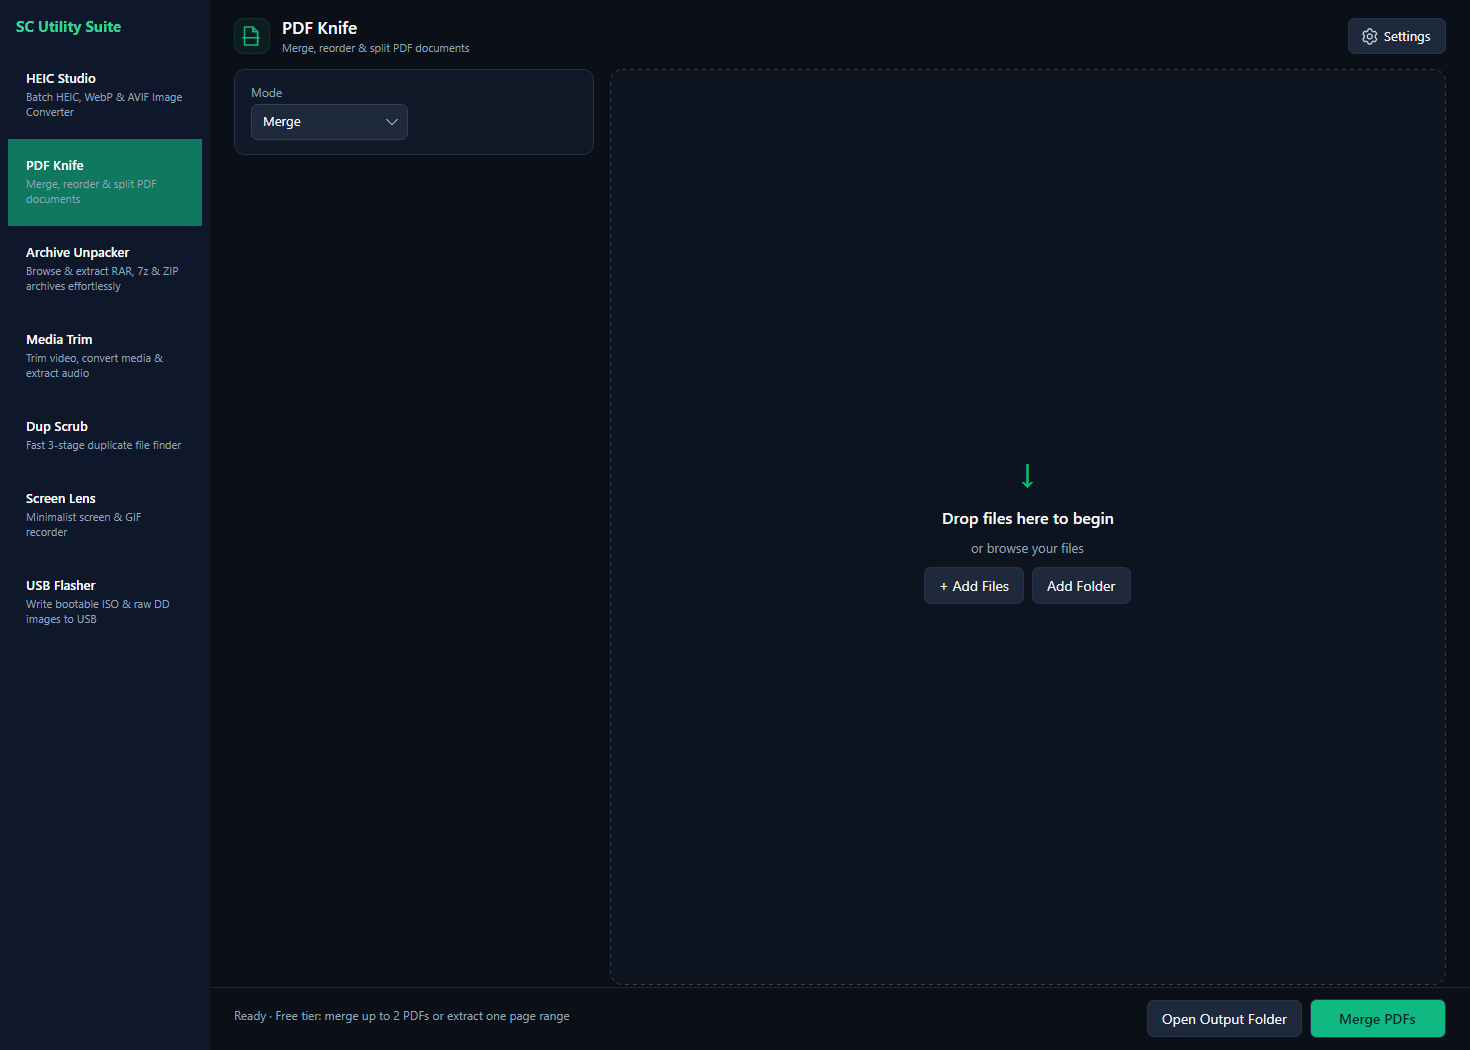 SC Utility Suite
HEIC Studio
Batch HEIC, WebP & AVIF Image
Converter
PDF Knife
Merge, reorder & split PDF
documents
Archive Unpacker
Browse & extract RAR, 7z & ZIP
archives effortlessly
Media Trim
Trim video, convert media &
extract audio
Dup Scrub
Fast 3-stage duplicate file finder
Screen Lens
Minimalist screen & GIF
recorder
USB Flasher
Write bootable ISO & raw DD
images to USB
PDF Knife
Merge, reorder & split PDF documents
Settings
Mode
Merge
Drop files here to begin
or browse your files
+ Add Files
Add Folder
Ready · Free tier: merge up to 2 PDFs or extract one page range
Open Output Folder
Merge PDFs